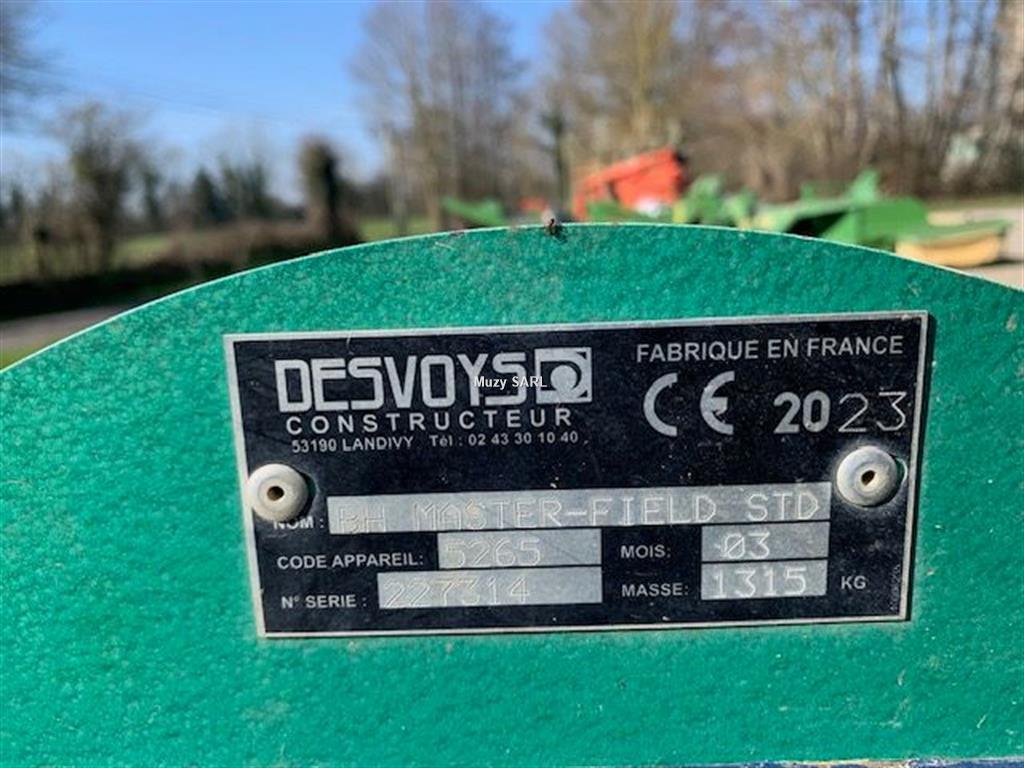 DESVOYS
CONSTRUCTEUR
53190 LANDIVY Tél : 02 43 30 10 40
FABRIQUE EN FRANCE
CE 2023
NOM : BH MASTER-FIELD STD
CODE APPAREIL: 5265 MOIS: 03
N° SERIE : 227314 MASSE: 1315 KG
Muzy SARL